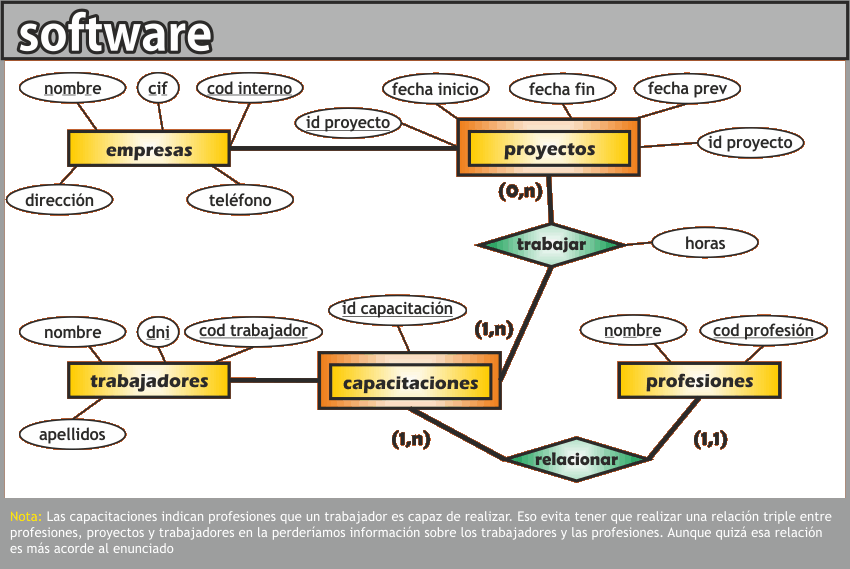 software
nombre
cif
cod interno
fecha inicio
fecha fin
fecha prev
id proyecto
id proyecto
empresas
proyectos
dirección
teléfono
(0,n)
trabajar
horas
id capacitación
(1,n)
nombre
dni
cod trabajador
nombre
cod profesión
trabajadores
capacitaciones
profesiones
apellidos
(1,n)
(1,1)
relacionar
Nota: Las capacitaciones indican profesiones que un trabajador es capaz de realizar. Eso evita tener que realizar una relación triple entre
profesiones, proyectos y trabajadores en la perderíamos información sobre los trabajadores y las profesiones. Aunque quizá esa relación
es más acorde al enunciado